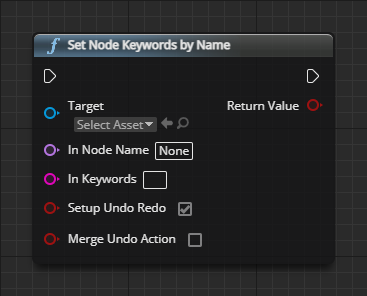 Set Node Keywords by Name
Target
Return Value
Select Asset
In Node Name None
In Keywords
Setup Undo Redo
Merge Undo Action